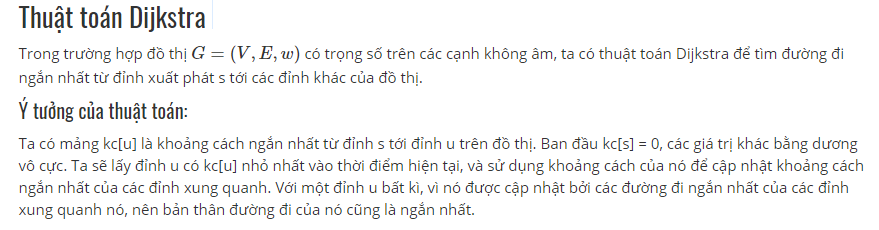 Thuật toán Dijkstra
Trong trường hợp đồ thị G = (V, E, w) có trọng số trên các cạnh không âm, ta có thuật toán Dijkstra để tìm đường đi
ngắn nhất từ đỉnh xuất phát s tới các đỉnh khác của đồ thị.
Ý tưởng của thuật toán:
Ta có mảng kc[u] là khoảng cách ngắn nhất từ đỉnh s tới đỉnh u trên đồ thị. Ban đầu kc[s] = 0, các giá trị khác bằng dương
vô cực. Ta sẽ lấy đỉnh u có kc[u] nhỏ nhất vào thời điểm hiện tại, và sử dụng khoảng cách của nó để cập nhật khoảng cách
ngắn nhất của các đỉnh xung quanh. Với một đỉnh u bất kì, vì nó được cập nhật bởi các đường đi ngắn nhất của các đỉnh
xung quanh nó, nên bản thân đường đi của nó cũng là ngắn nhất.